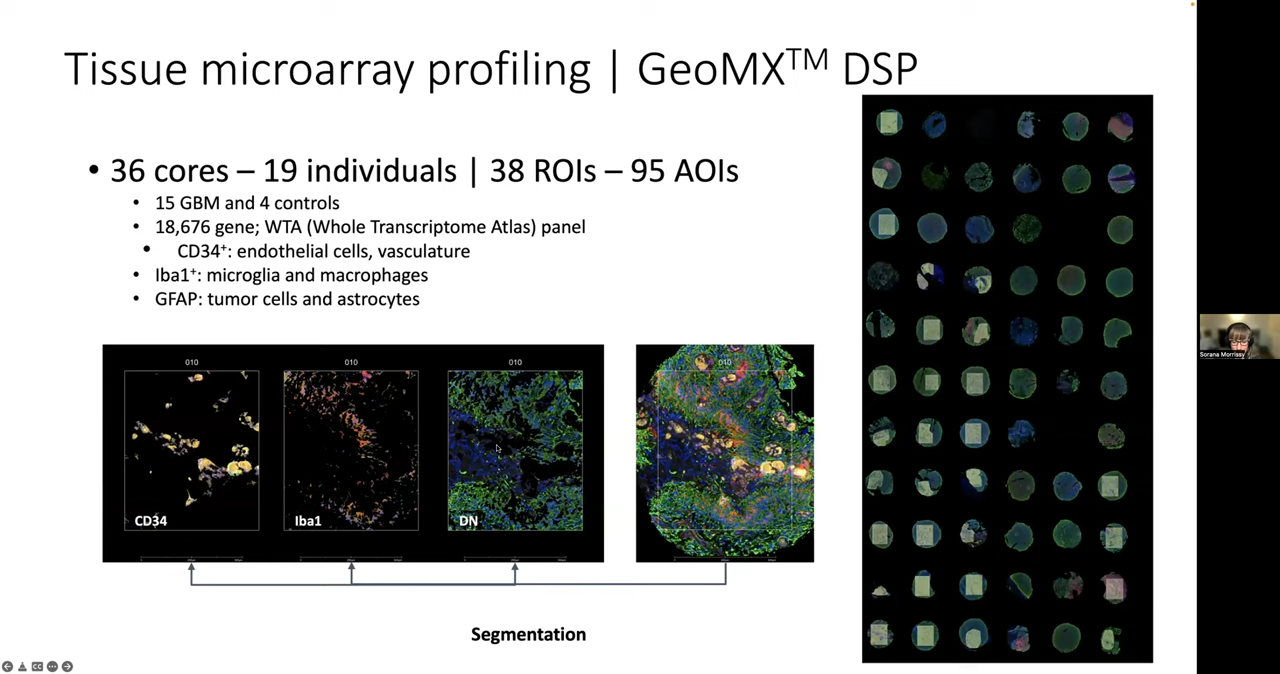 Tissue microarray profiling | GeoMX™ DSP
• 36 cores – 19 individuals | 38 ROIs – 95 AOIs
• 15 GBM and 4 controls
• 18,676 gene; WTA (Whole Transcriptome Atlas) panel
• CD34⁺: endothelial cells, vasculature
• Iba1⁺: microglia and macrophages
• GFAP: tumor cells and astrocytes
010 010 010 010
CD34 Iba1 DN
Segmentation
Sorana Morrissy